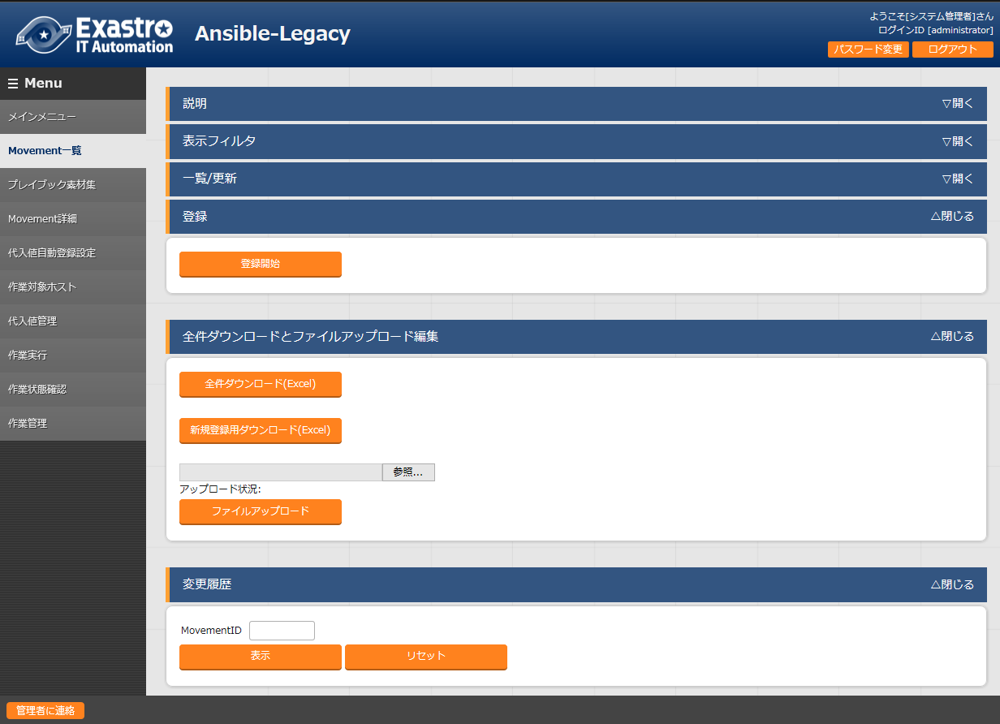 Exastro
IT Automation
Ansible-Legacy
ようこそ[システム管理者]さん
ログインID [administrator]
パスワード変更
ログアウト
☰ Menu
メインメニュー
Movement一覧
プレイブック素材集
Movement詳細
代入値自動登録設定
作業対象ホスト
代入値管理
作業実行
作業状態確認
作業管理
説明
▽開く
表示フィルタ
▽開く
一覧/更新
▽開く
登録
△閉じる
登録開始
全件ダウンロードとファイルアップロード編集
△閉じる
全件ダウンロード(Excel)
新規登録用ダウンロード(Excel)
参照...
アップロード状況:
ファイルアップロード
変更履歴
△閉じる
MovementID
表示
リセット
管理者に連絡